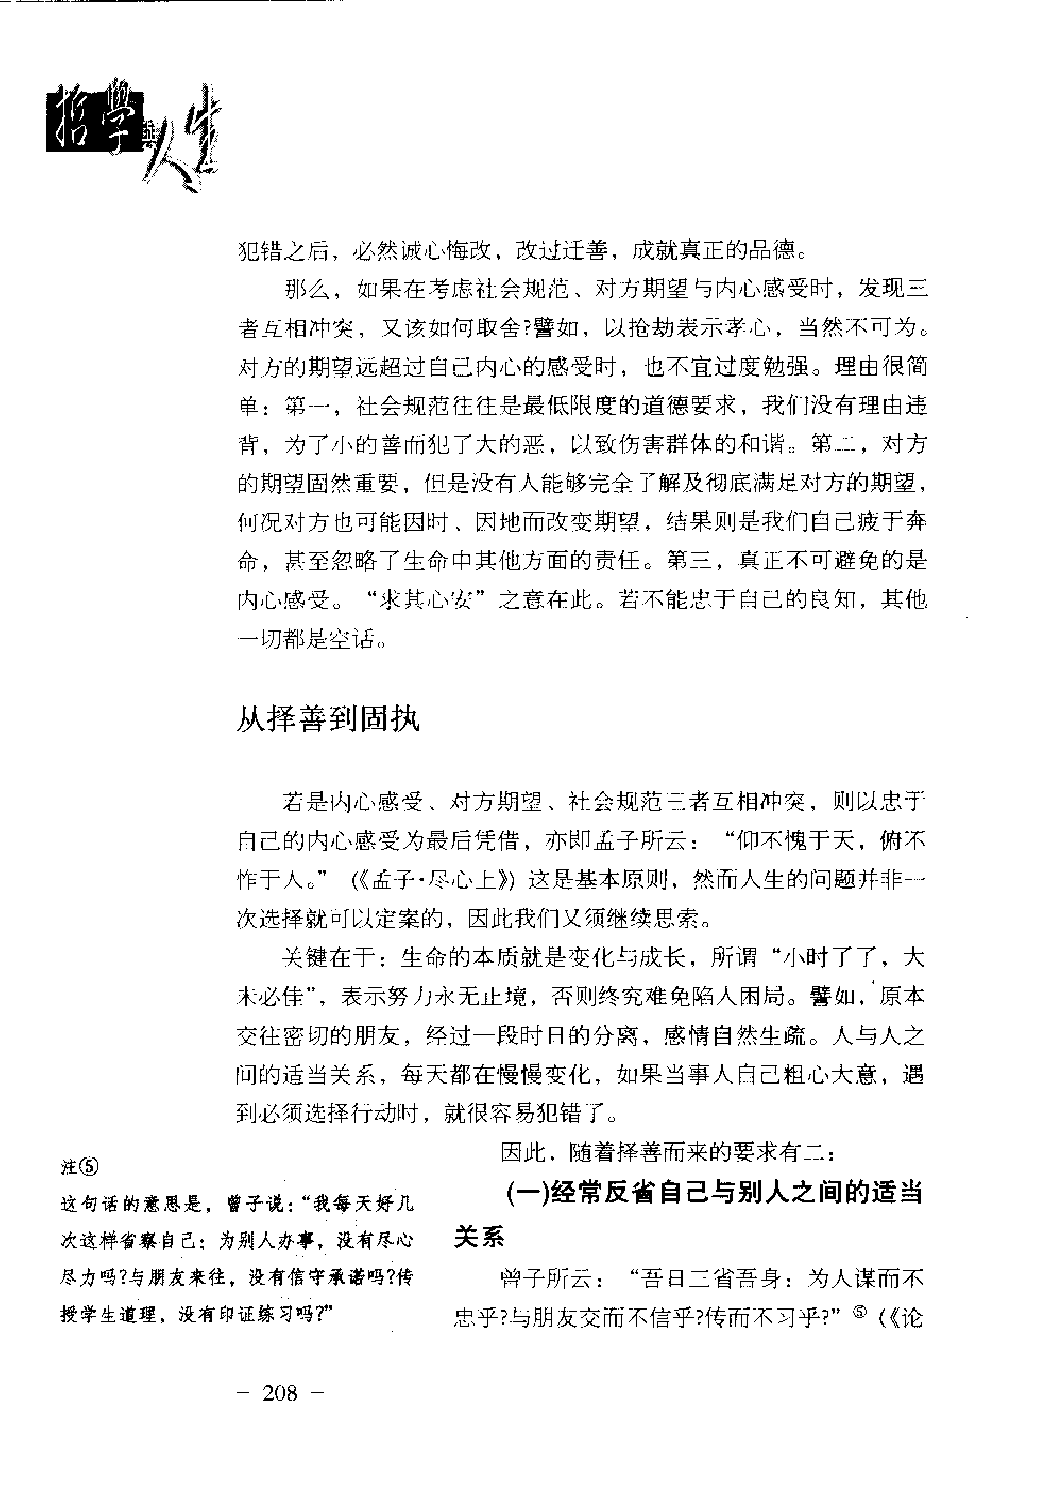 哲學與人生
犯错之后，必然诚心悔改，改过迁善，成就真正的品德。
那么，如果在考虑社会规范、对方期望与内心感受时，发现三
者互相冲突，又该如何取舍?譬如，以抢劫表示孝心，当然不可为。
对方的期望远超过自己内心的感受时，也不宜过度勉强。理由很简
单：第一，社会规范往往是最低限度的道德要求，我们没有理由违
背，为了小的善而犯了大的恶，以致伤害群体的和谐。第二，对方
的期望固然重要，但是没有人能够完全了解及彻底满足对方的期望，
何况对方也可能因时、因地而改变期望，结果则是我们自己疲于奔
命，甚至忽略了生命中其他方面的责任。第三，真正不可避免的是
内心感受。“求其心安”之意在此。若不能忠于自己的良知，其他
一切都是空话。
从择善到固执
若是内心感受、对方期望、社会规范三者互相冲突，则以忠于
自己的内心感受为最后凭借，亦即孟子所云：“仰不愧于天，俯不
怍于人。”(《孟子·尽心上》) 这是基本原则，然而人生的问题并非一
次选择就可以定案的，因此我们又须继续思索。
关键在于：生命的本质就是变化与成长，所谓“小时了了，大
未必佳”，表示努力永无止境，否则终究难免陷入困局。譬如，原本
交往密切的朋友，经过一段时日的分离，感情自然生疏。人与人之
间的适当关系，每天都在慢慢变化，如果当事人自己粗心大意，遇
到必须选择行动时，就很容易犯错了。
因此，随着择善而来的要求有二：
(一)经常反省自己与别人之间的适当
关系
曾子所云：“吾日三省吾身：为人谋而不
忠乎?与朋友交而不信乎?传而不习乎?”⑤ (《论
注⑤
这句话的意思是，曾子说：“我每天好几
次这样省察自己：为别人办事，没有尽心
尽力吗?与朋友来往，没有信守承诺吗?传
授学生道理，没有印证练习吗?”
- 208 -